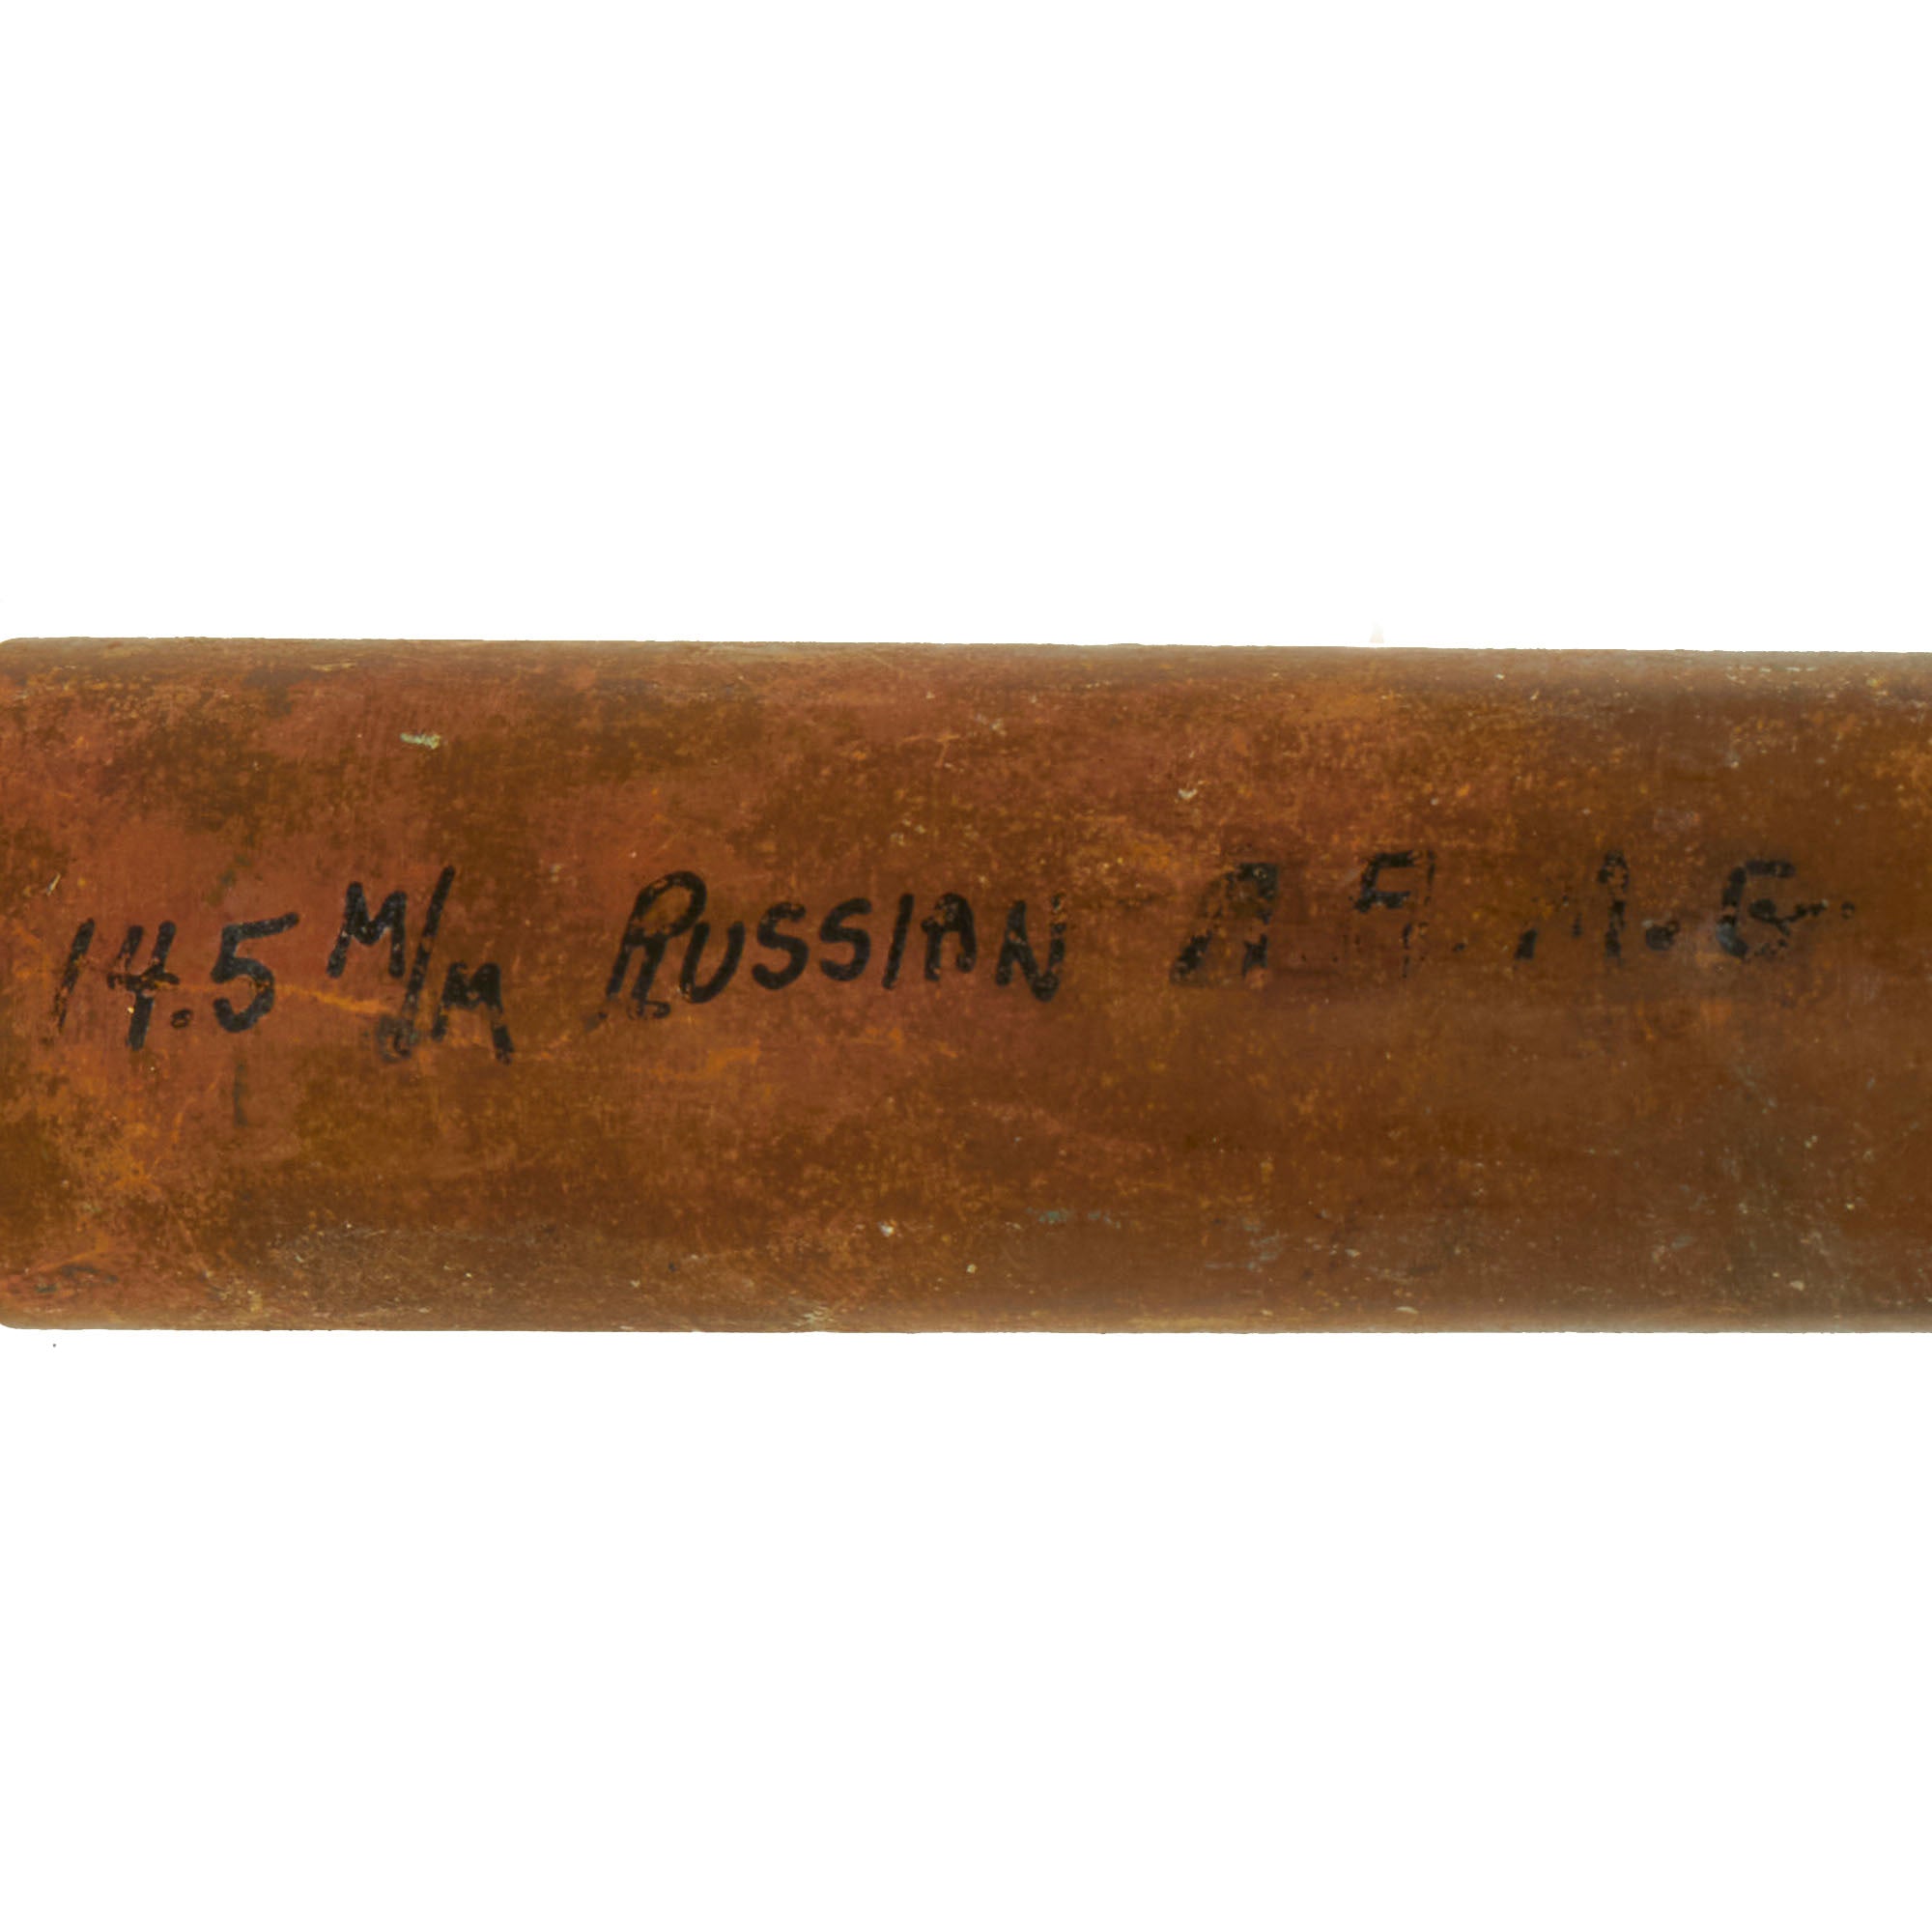 14.5 M/M RUSSIAN A.A. M.G.